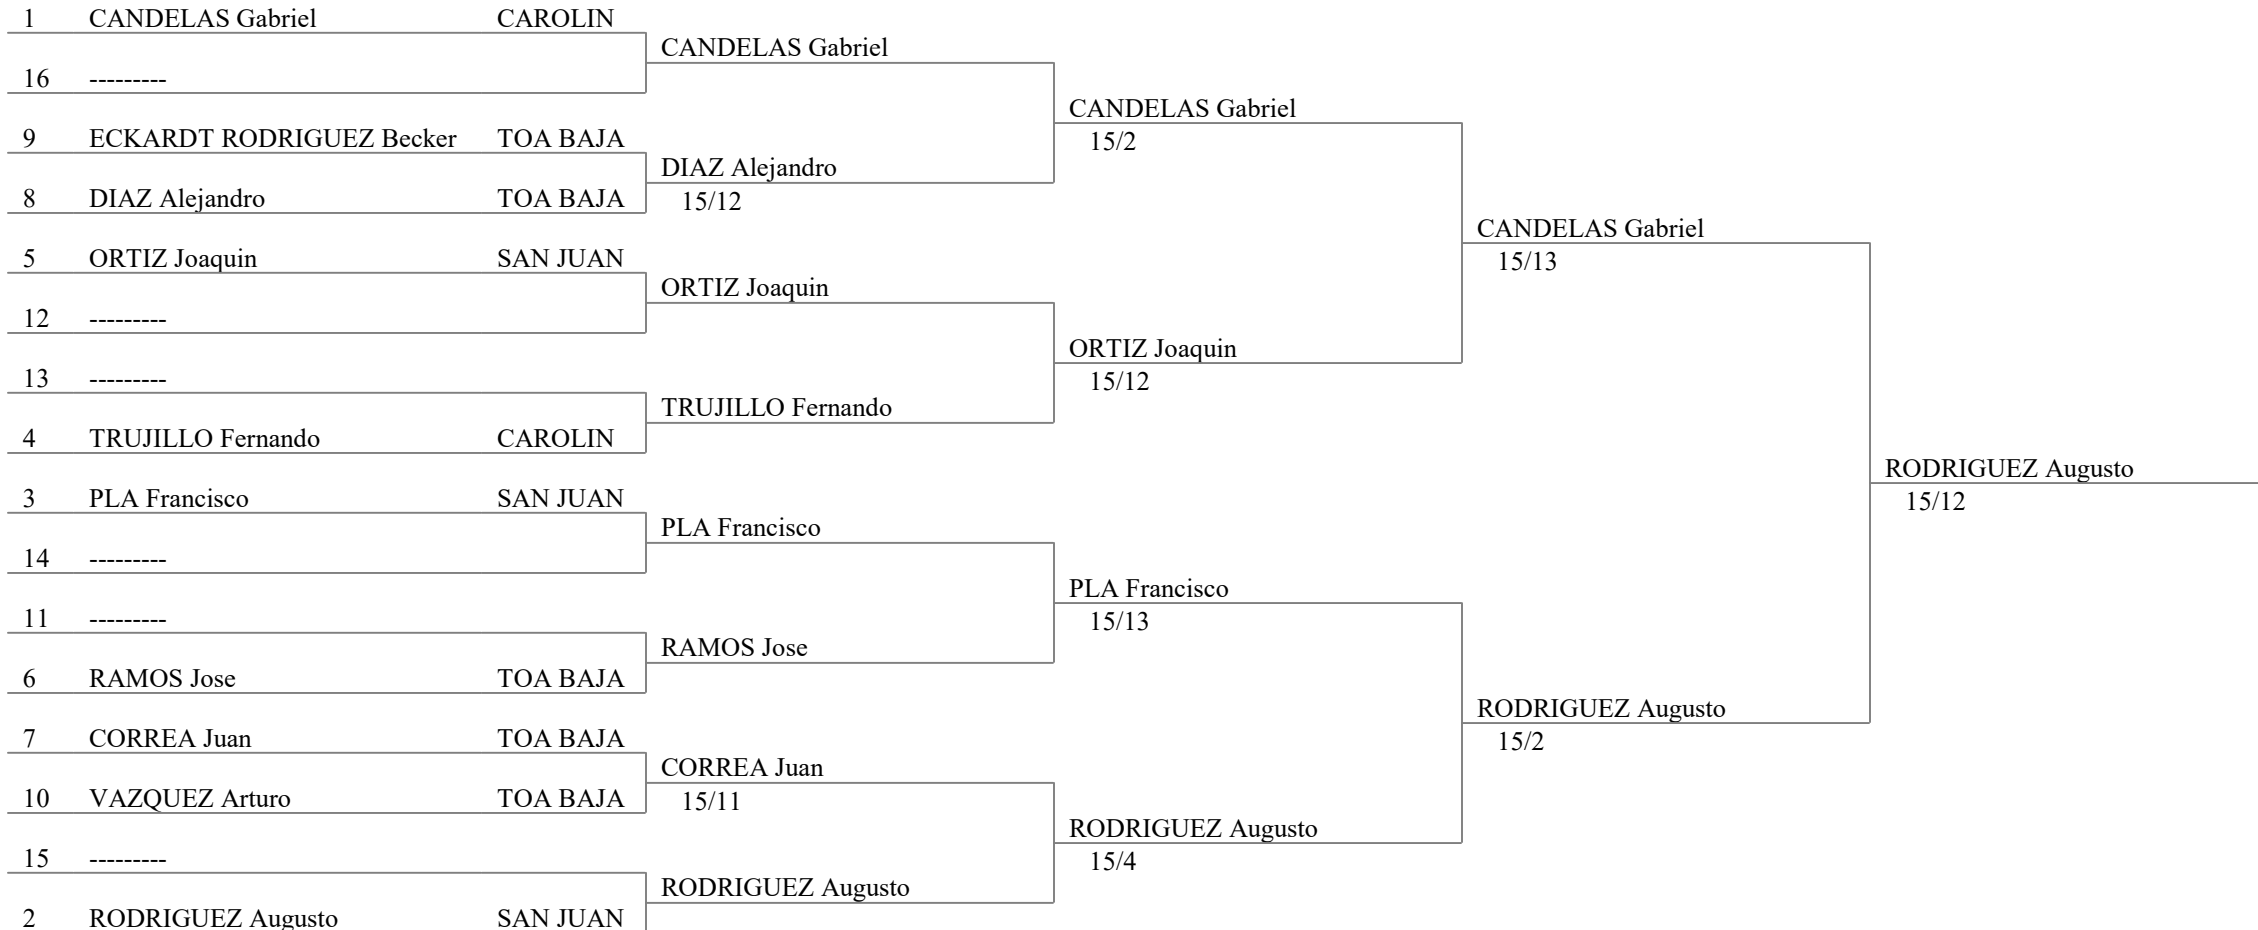 1 CANDELAS Gabriel CAROLIN
CANDELAS Gabriel
16 ---------
CANDELAS Gabriel
15/2
9 ECKARDT RODRIGUEZ Becker TOA BAJA
DIAZ Alejandro
15/12
8 DIAZ Alejandro TOA BAJA
CANDELAS Gabriel
15/13
5 ORTIZ Joaquin SAN JUAN
ORTIZ Joaquin
12 ---------
ORTIZ Joaquin
15/12
13 ---------
TRUJILLO Fernando
4 TRUJILLO Fernando CAROLIN
RODRIGUEZ Augusto
15/12
3 PLA Francisco SAN JUAN
PLA Francisco
14 ---------
PLA Francisco
15/13
11 ---------
RAMOS Jose
6 RAMOS Jose TOA BAJA
RODRIGUEZ Augusto
15/2
7 CORREA Juan TOA BAJA
CORREA Juan
15/11
10 VAZQUEZ Arturo TOA BAJA
RODRIGUEZ Augusto
15/4
15 ---------
RODRIGUEZ Augusto
2 RODRIGUEZ Augusto SAN JUAN